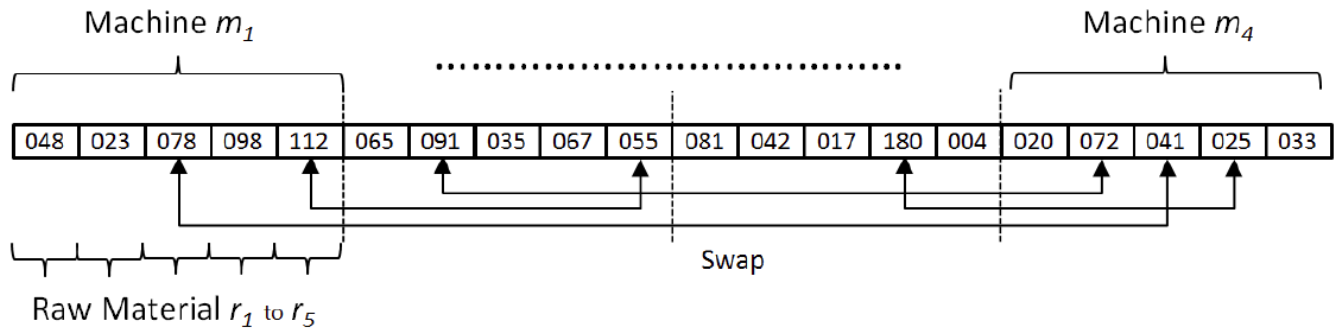 Machine m1 Machine m4
048 023 078 098 112 065 091 035 067 055 081 042 017 180 004 020 072 041 025 033
Swap
Raw Material r1 to r5